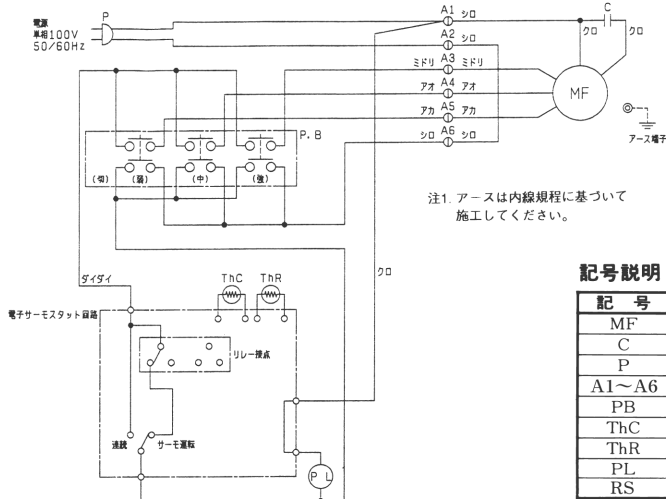 電源
単相100V
50/60Hz
P
A1 シロ
A2 シロ
ミドリ A3 ミドリ
アオ A4 アオ
アカ A5 アカ
シロ A6 シロ
C
クロ
クロ
MF
アース端子
P.B
(切) (弱) (中) (強)
注1. アースは内線規程に基づいて
施工してください。
クロ
ダイダイ
ThC ThR
電子サーモスタット回路
リレー接点
連続 サーモ運転
PL
記号説明
記 号
MF
C
P
A1～A6
PB
ThC
ThR
PL
RS